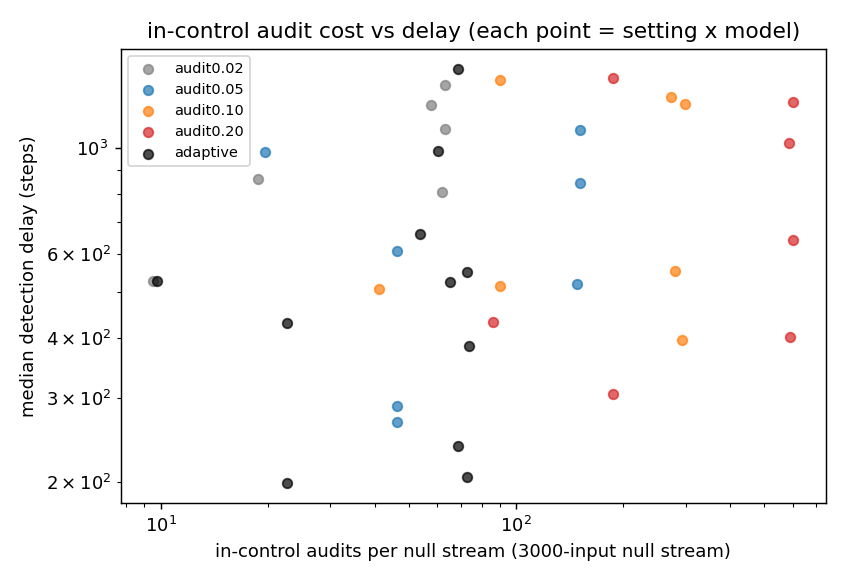 in-control audit cost vs delay (each point = setting x model)
audit0.02
audit0.05
audit0.10
audit0.20
adaptive
median detection delay (steps)
10³
6 × 10²
4 × 10²
3 × 10²
2 × 10²
10¹
10²
in-control audits per null stream (3000-input null stream)